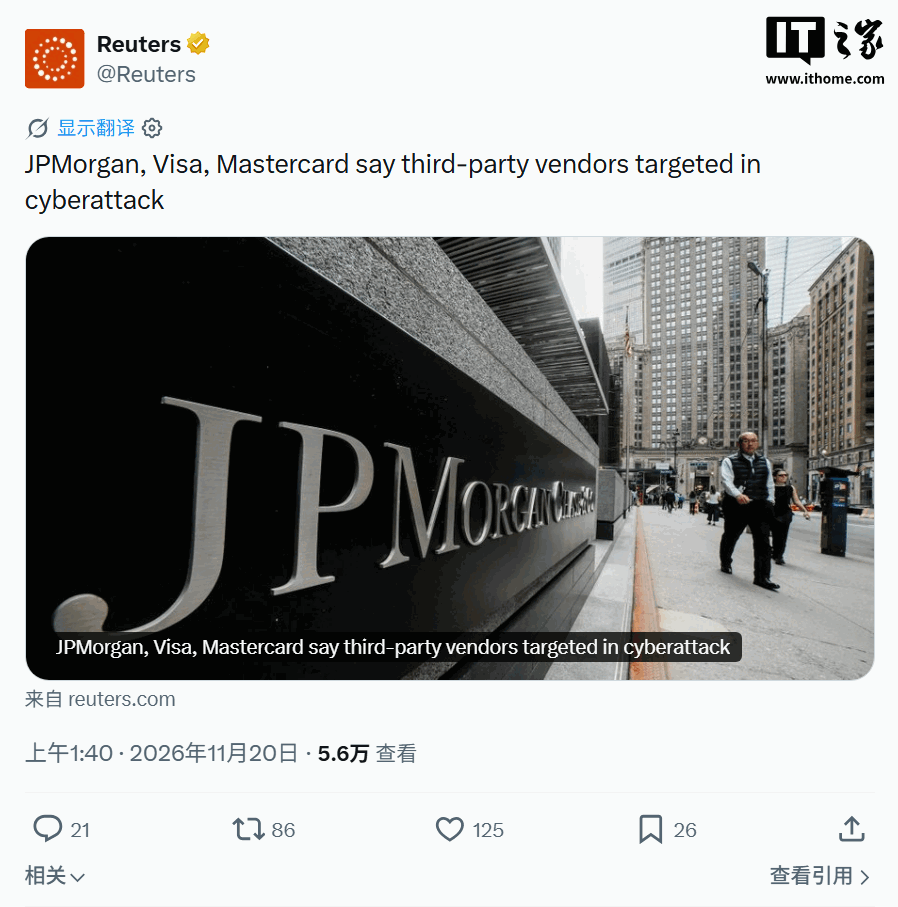 Reuters
@Reuters
IT之家
www.ithome.com
显示翻译
JPMorgan, Visa, Mastercard say third-party vendors targeted in
cyberattack
JPMORGAN CHASE
JPMorgan, Visa, Mastercard say third-party vendors targeted in cyberattack
来自 reuters.com
上午1:40 · 2026年11月20日 · 5.6万 查看
21 86 125 26
相关
查看引用